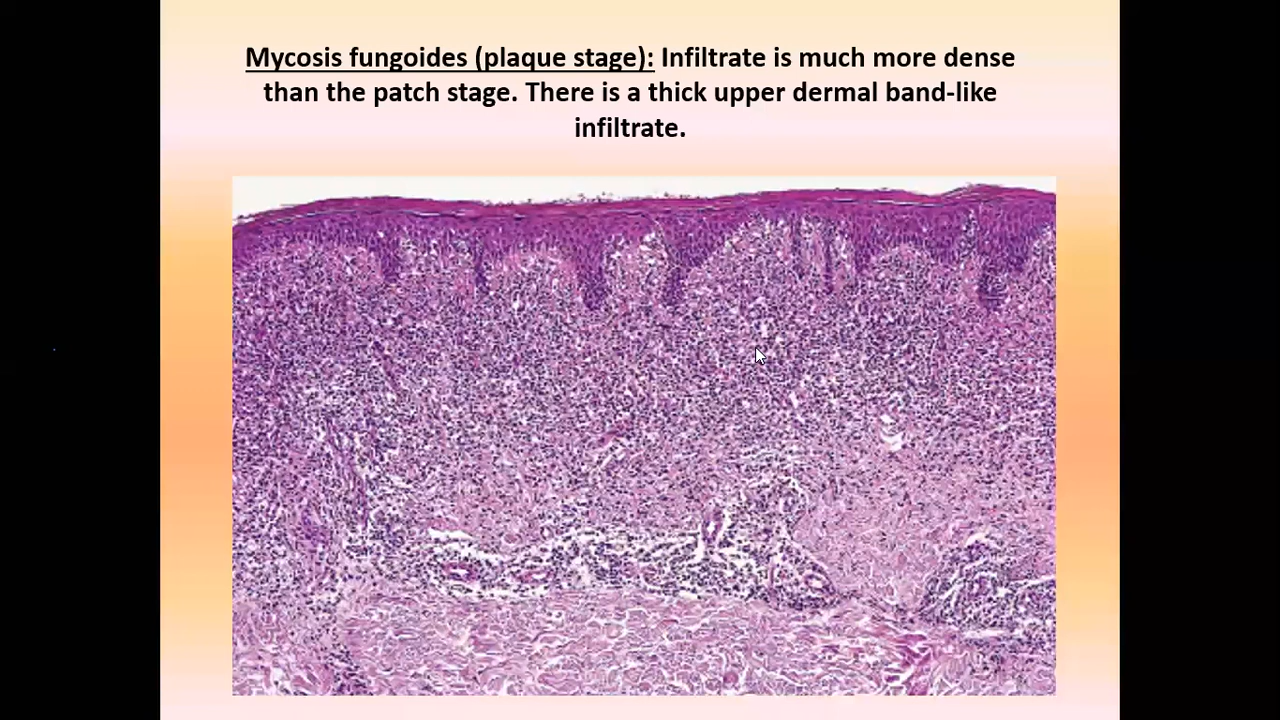 Mycosis fungoides (plaque stage): Infiltrate is much more dense
than the patch stage. There is a thick upper dermal band-like
infiltrate.